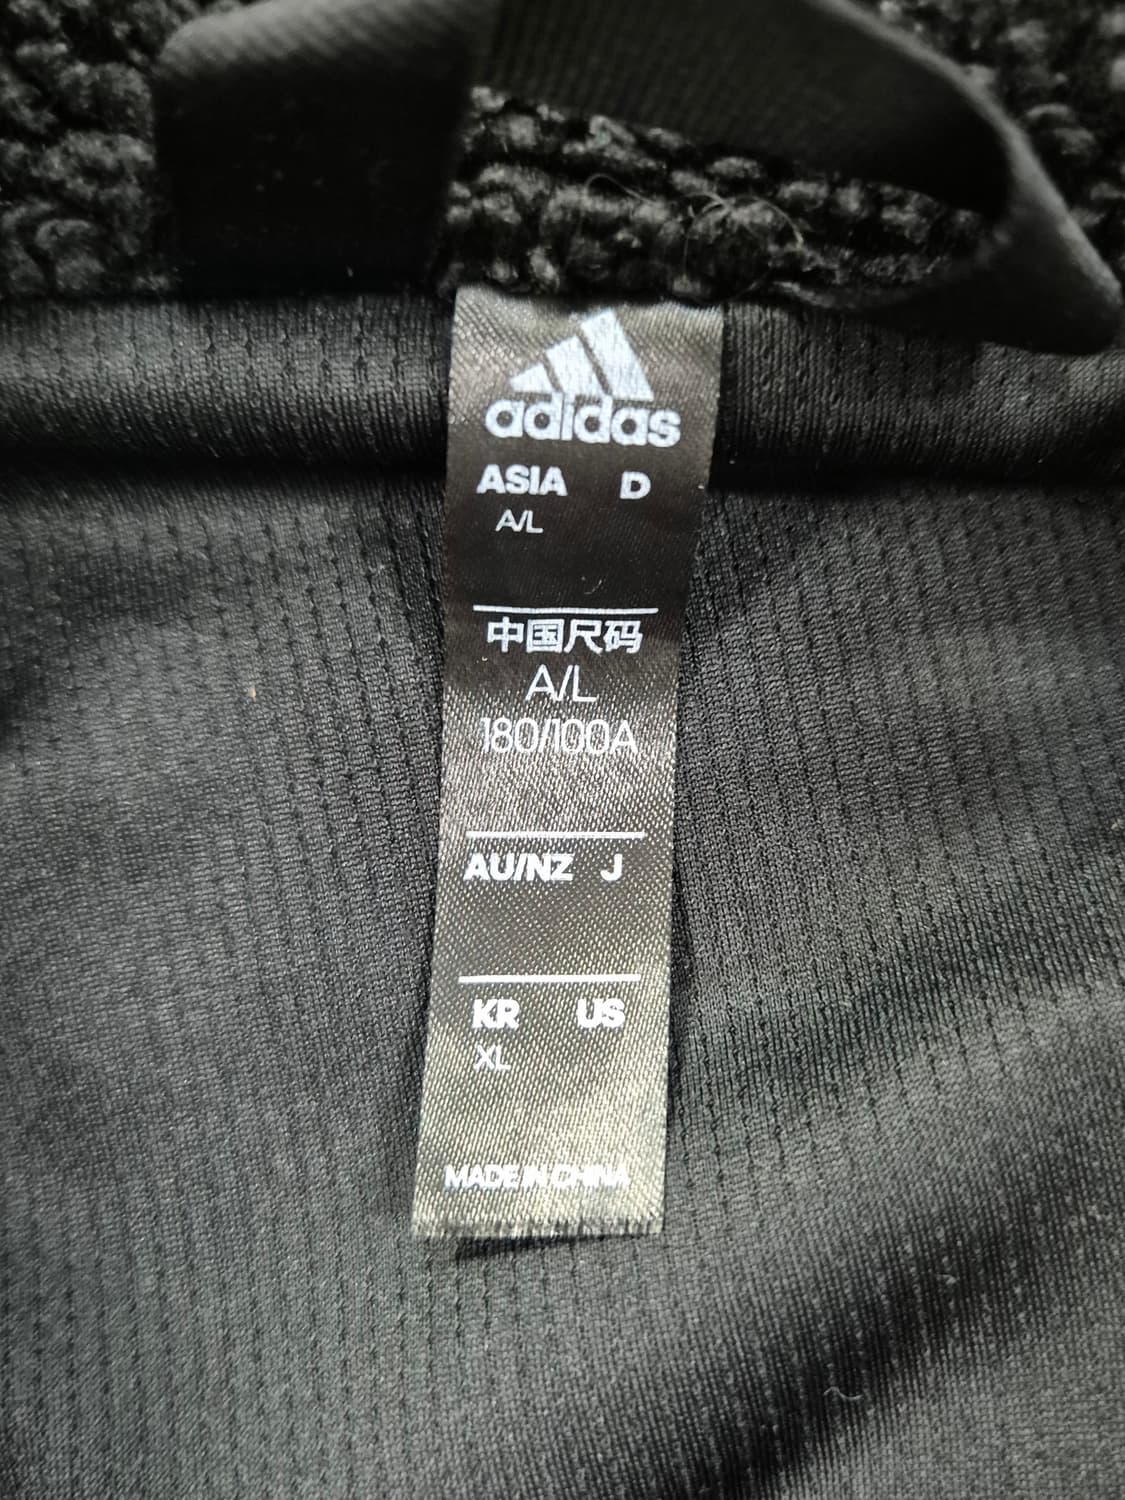 adidas
ASIA D
A/L
中国尺码
A/L
180/100A
AU/NZ J
KR US
XL
MADE IN CHINA